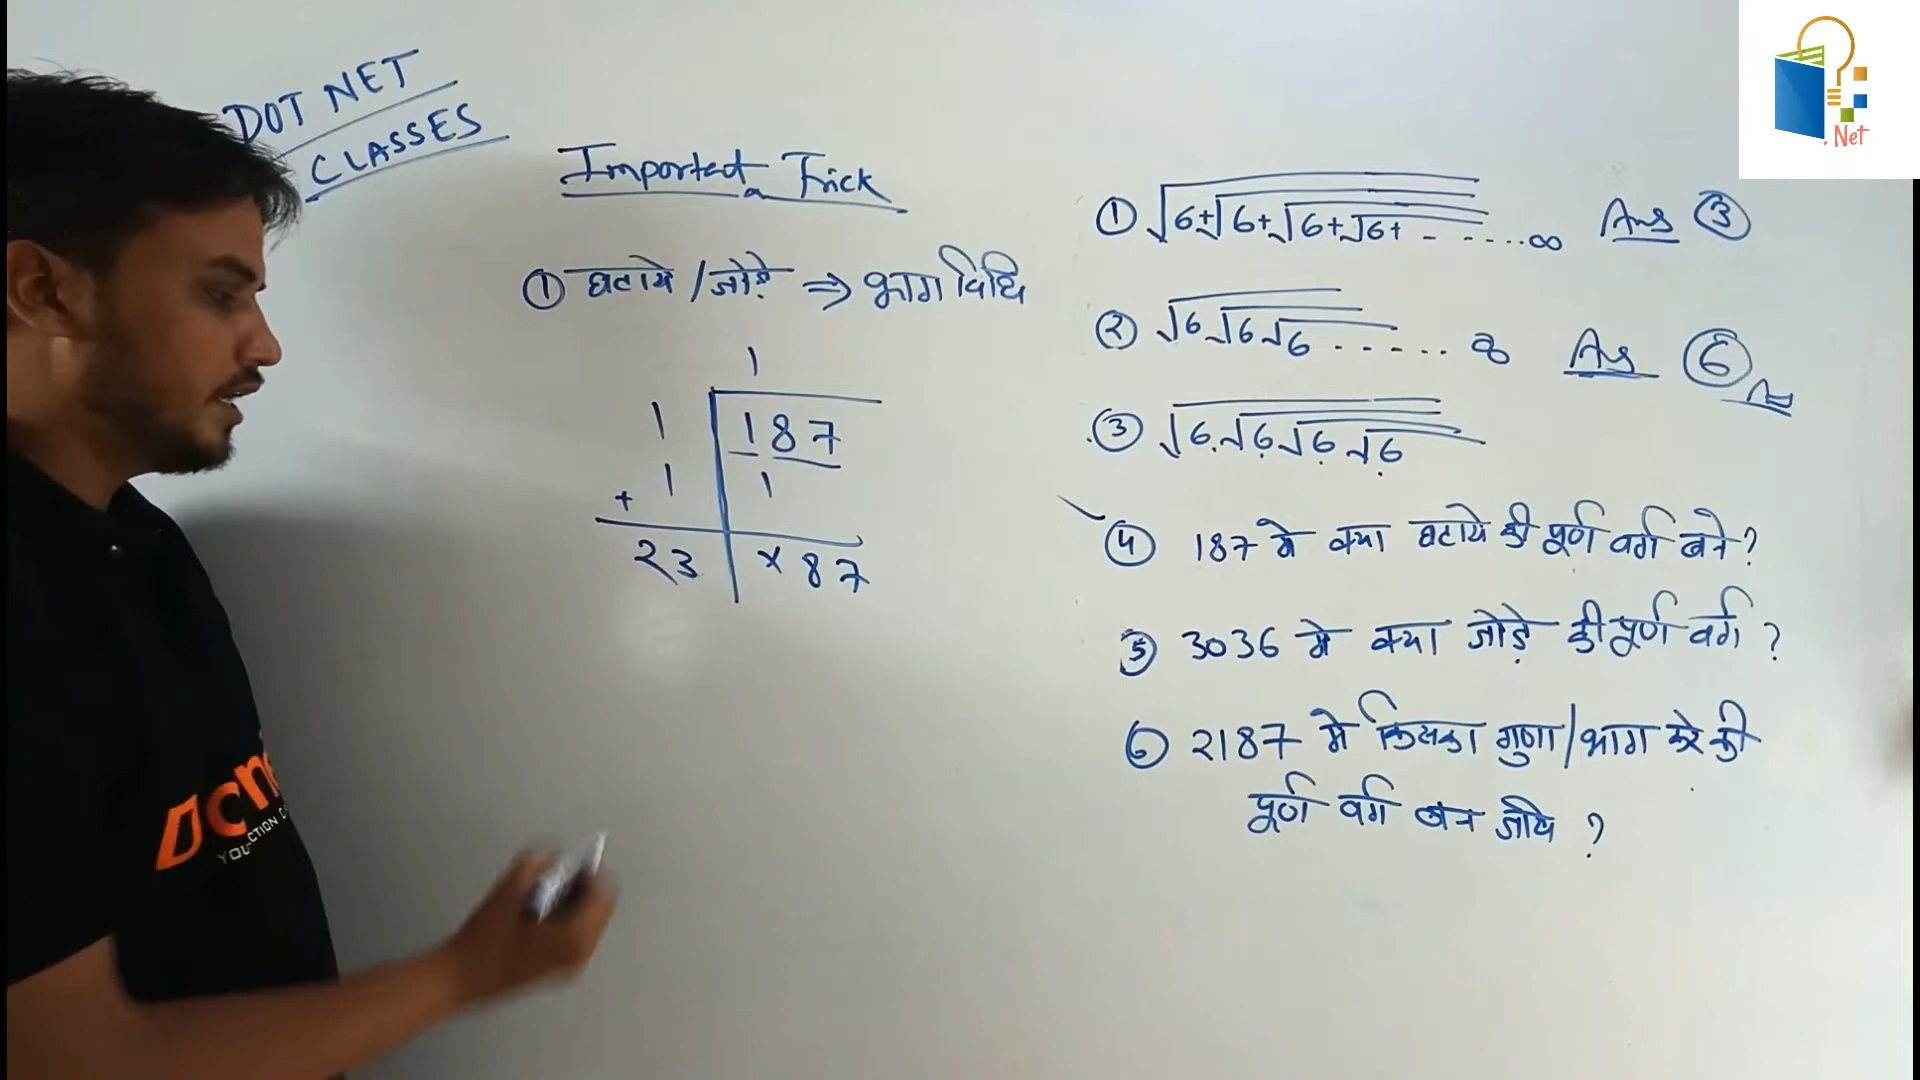 DOT NET
CLASSES
Imported Trick
① घटाये/जोड़े ⇒ भाग विधि
1
1 187
+ 1 1
23 × 87
① √6+√6+√6+√6+ - ·····∞ Ans ③
② √6√6√6 ······ ∞ Ans ⑥
③ √6.√6.√6.√6
④ 187 मे क्या घटाये की पूर्ण वर्ग बने?
⑤ 3036 मे क्या जोड़े की पूर्ण वर्ग ?
⑥ 2187 मे किसका गुणा/भाग करे की
पूर्ण वर्ग बन जाये ?
.Net